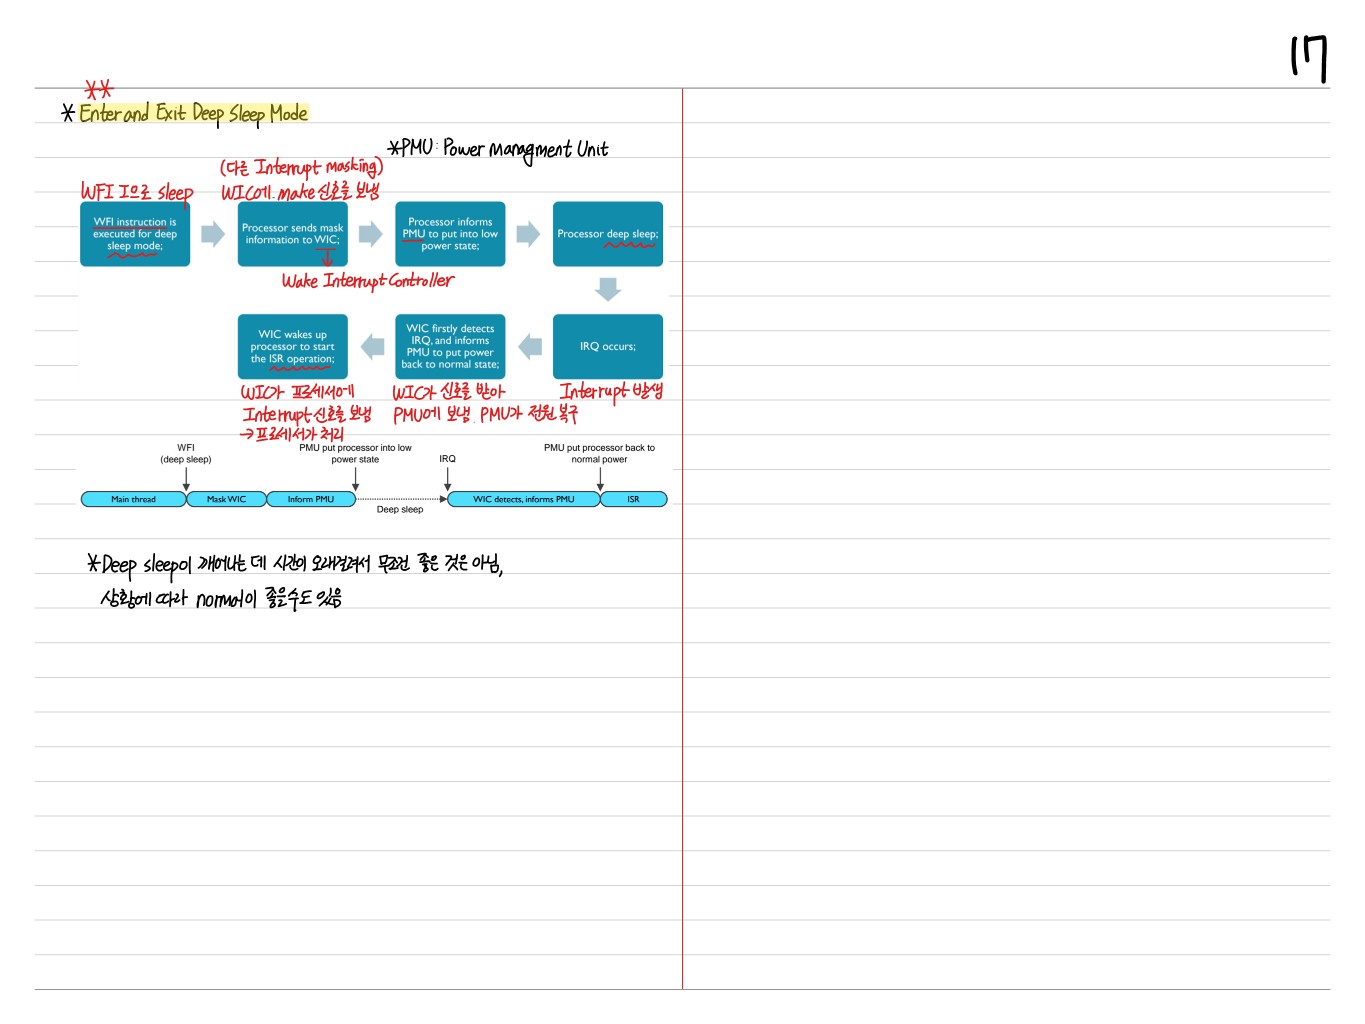 17
**
* Enter and Exit Deep Sleep Mode
*PMU: Power Managment Unit
(다른 Interrupt masking)
WFI I으로 sleep
WIC에 make 신호를 보냄
WFI instruction is
executed for deep
sleep mode;
Processor sends mask
information to WIC;
Processor informs
PMU to put into low
power state;
Processor deep sleep;
Wake Interrupt Controller
WIC wakes up
processor to start
the ISR operation;
WIC firstly detects
IRQ, and informs
PMU to put power
back to normal state;
IRQ occurs;
WIC가 프로세서에
Interrupt 신호를 보냄
→프로세서가 처리
WIC가 신호를 받아
PMU에 보냄. PMU가 전원 복구
Interrupt 발생
WFI
(deep sleep)
PMU put processor into low
power state
IRQ
PMU put processor back to
normal power
Main thread
Mask WIC
Inform PMU
Deep sleep
WIC detects, informs PMU
ISR
*Deep sleep이 깨어나는 데 시간이 오래걸려서 무조건 좋은 것은 아님,
상황에 따라 normal이 좋을수도 있음